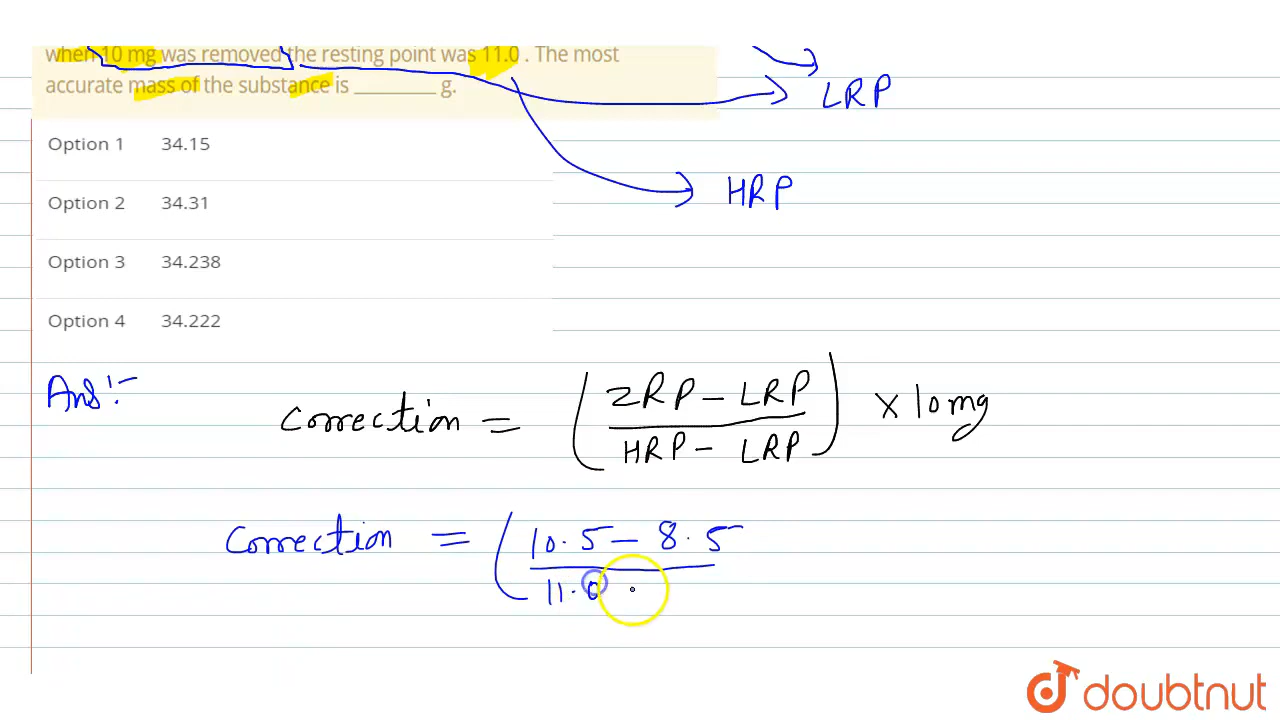 when 10 mg was removed the resting point was 11.0 . The most
accurate mass of the substance is _________ g.
LRP
HRP
Option 1 34.15
Option 2 34.31
Option 3 34.238
Option 4 34.222
Ans :-
Correction = ( ZRP - LRP / HRP - LRP ) × 10 mg
Correction = ( 10.5 - 8.5 / 11.0
doubtnut